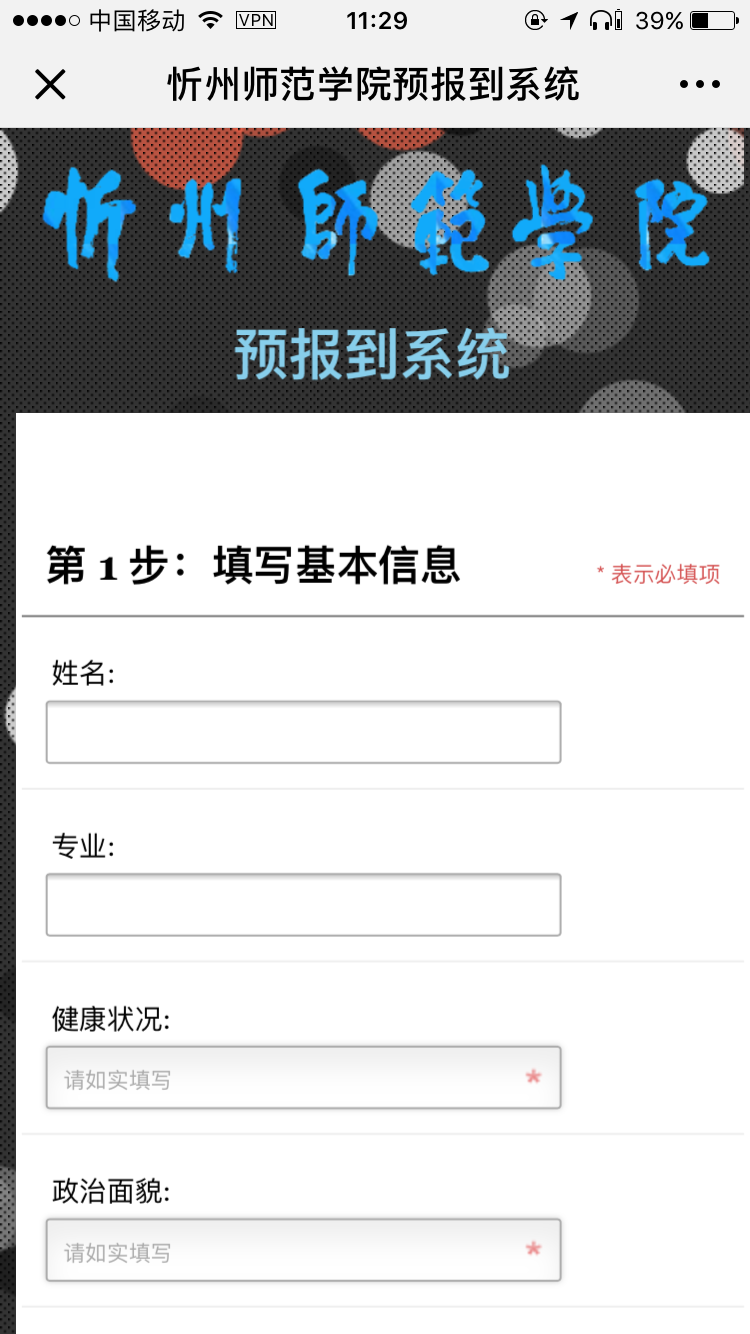 中国移动 VPN 11:29 39%
忻州师范学院预报到系统
忻州師範學院
预报到系统
第 1 步：填写基本信息
* 表示必填项
姓名:
专业:
健康状况:
请如实填写 *
政治面貌:
请如实填写 *